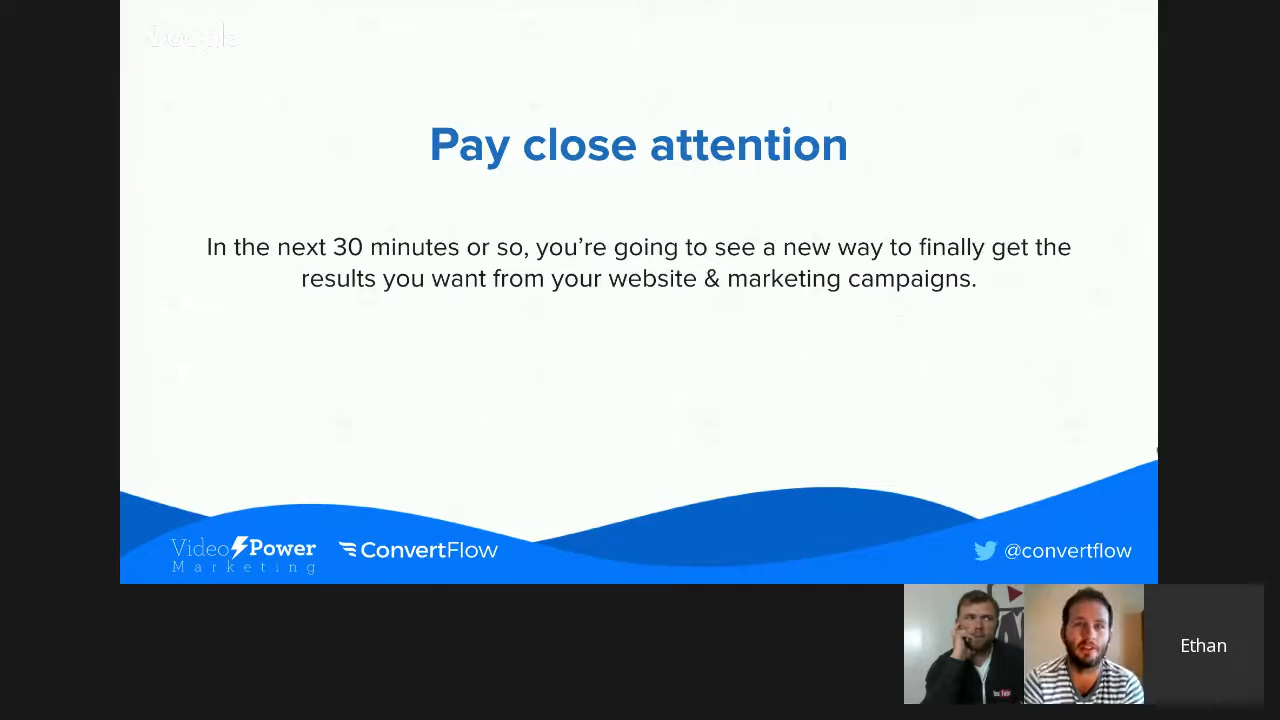 Pay close attention
In the next 30 minutes or so, you’re going to see a new way to finally get the
results you want from your website & marketing campaigns.
Video Power
Marketing
ConvertFlow
@convertflow
Ethan